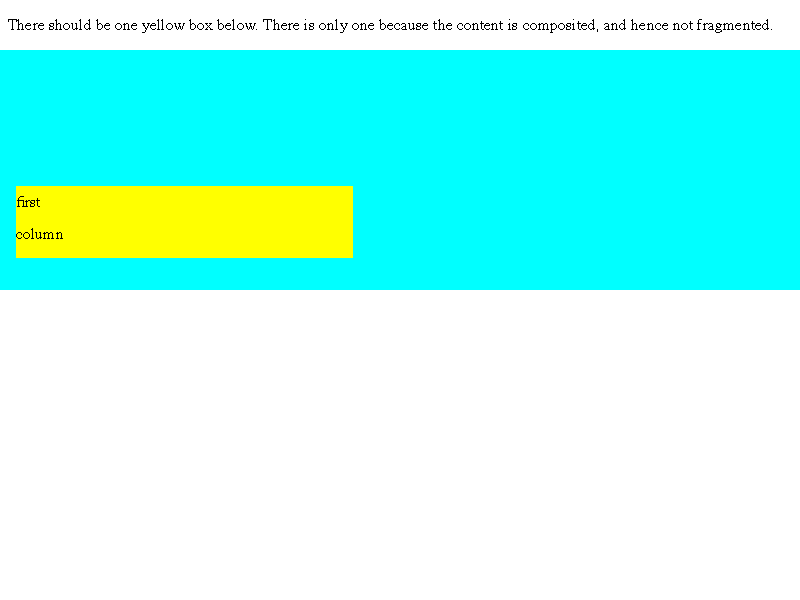 There should be one yellow box below. There is only one because the content is composited, and hence not fragmented.
first
column